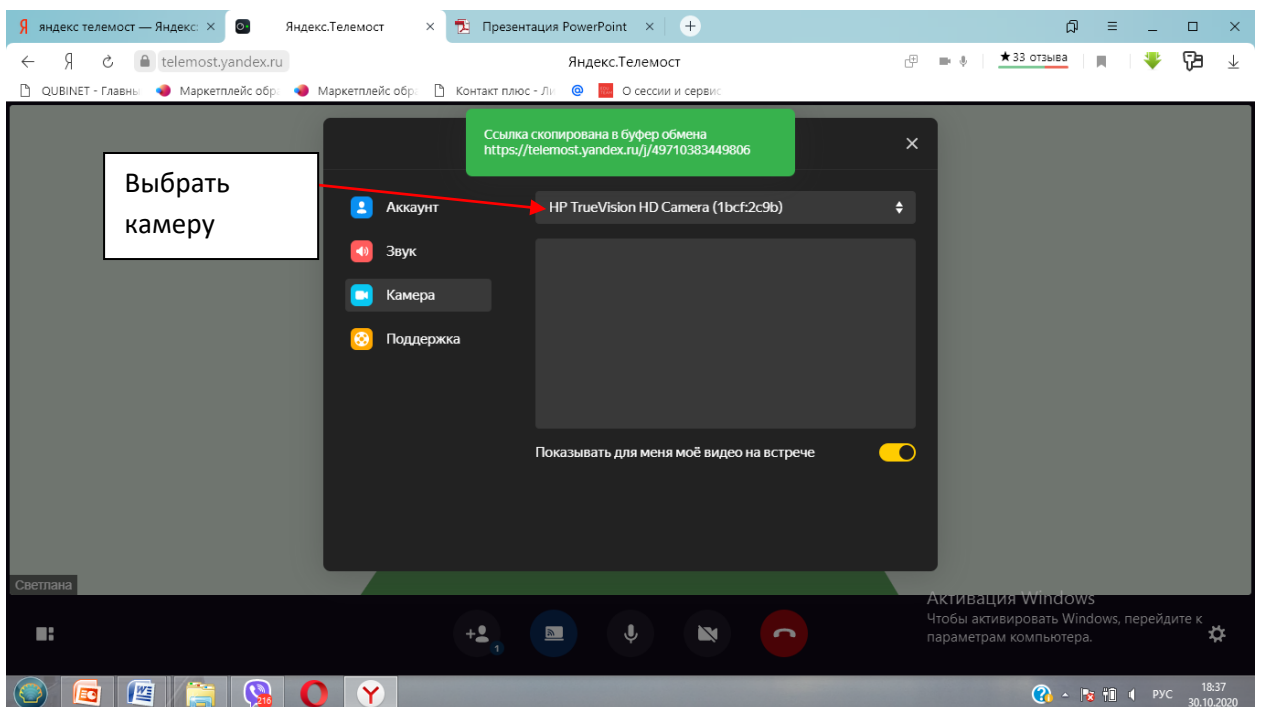 яндекс телемост — Яндекс:
Яндекс.Телемост
Презентация PowerPoint
telemost.yandex.ru
Яндекс.Телемост
★33 отзыва
QUBINET - Главны
Маркетплейс обр
Маркетплейс обр
Контакт плюс - Ли
О сессии и сервис
Ссылка скопирована в буфер обмена
https://telemost.yandex.ru/j/49710383449806
Выбрать
камеру
Аккаунт
HP TrueVision HD Camera (1bcf:2c9b)
Звук
Камера
Поддержка
Показывать для меня моё видео на встрече
Светлана
Активация Windows
Чтобы активировать Windows, перейдите к
параметрам компьютера.
1
216
РУС
18:37
30.10.2020